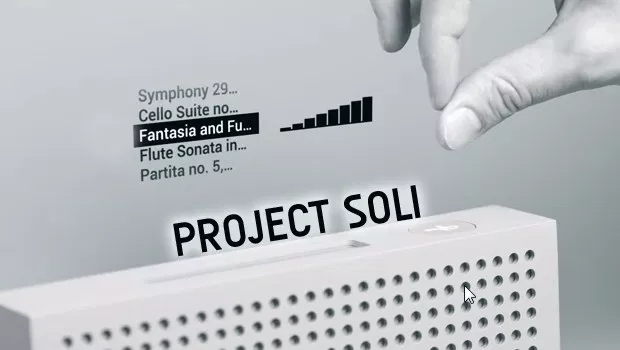 Symphony 29...
Cello Suite no...
Fantasia and Fu...
Flute Sonata in...
Partita no. 5,...
PROJECT SOLI